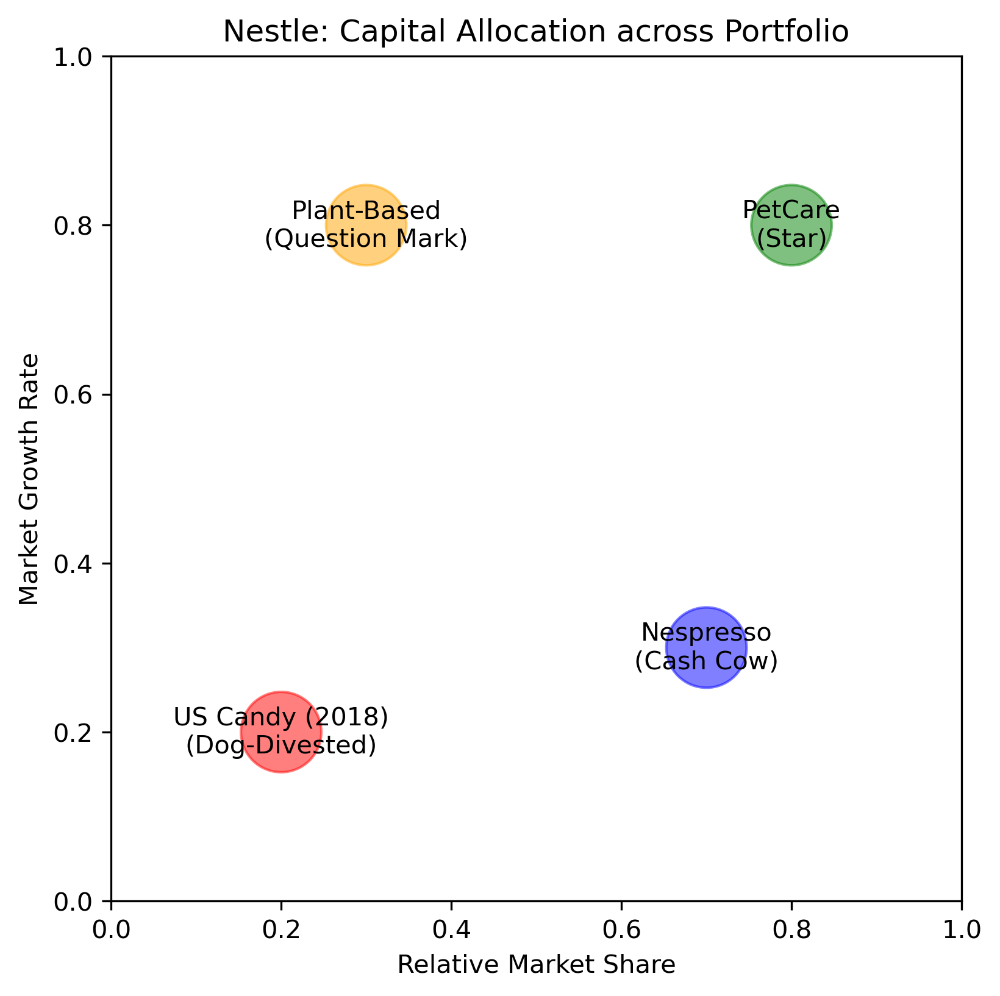 Nestle: Capital Allocation across Portfolio
1.0
Plant-Based
(Question Mark)
PetCare
(Star)
0.8
Market Growth Rate
0.6
0.4
Nespresso
(Cash Cow)
US Candy (2018)
(Dog-Divested)
0.2
0.0
0.0 0.2 0.4 0.6 0.8 1.0
Relative Market Share